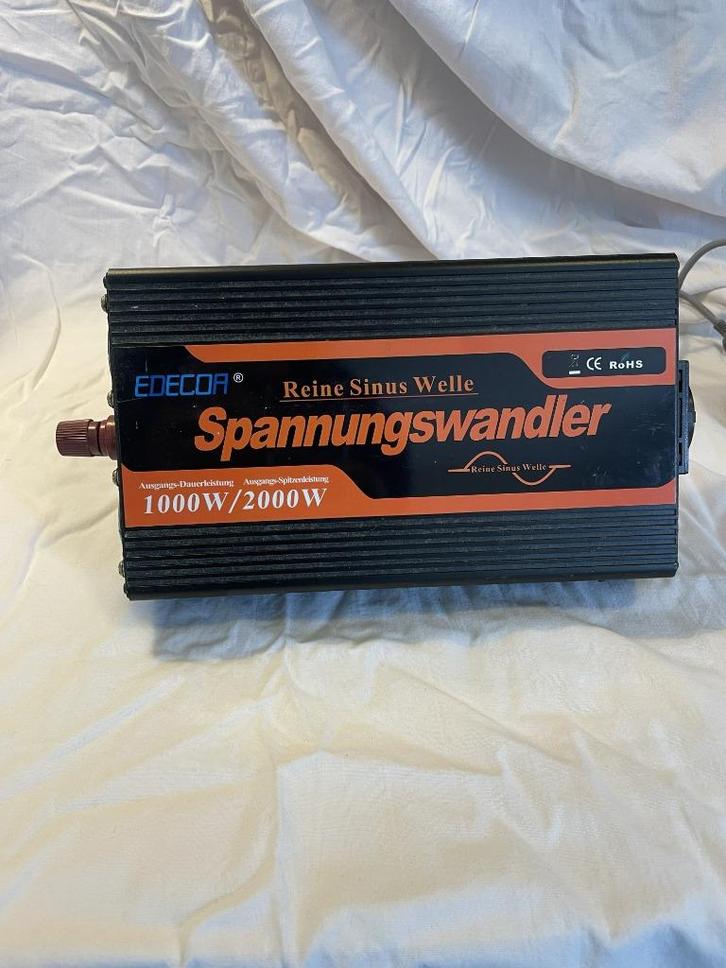 EDECOA ®
Reine Sinus Welle
CE RoHS
Spannungswandler
Reine Sinus Welle
Ausgangs-Dauerleistung Ausgangs-Spitzenleistung
1000W/2000W